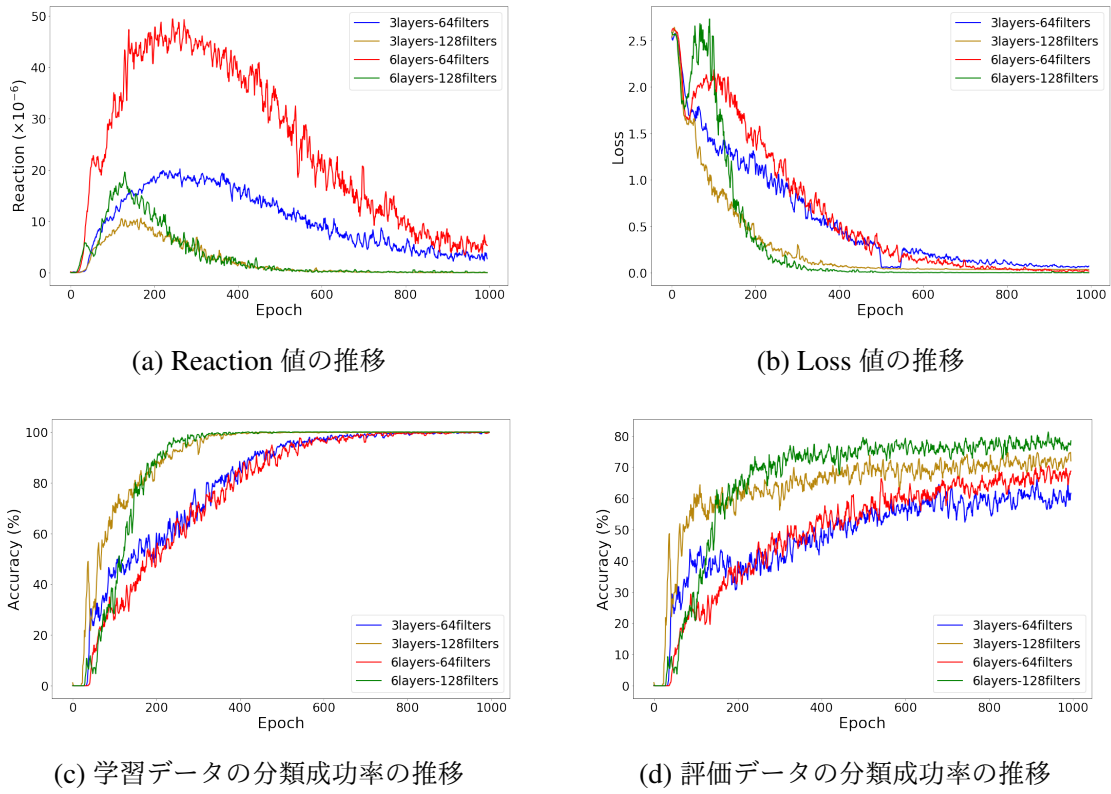 50
40
30
20
10
0
Reaction (×10⁻⁶)
3layers-64filters
3layers-128filters
6layers-64filters
6layers-128filters
0 200 400 600 800 1000
Epoch
(a) Reaction 値の推移
2.5
2.0
1.5
1.0
0.5
0.0
Loss
3layers-64filters
3layers-128filters
6layers-64filters
6layers-128filters
0 200 400 600 800 1000
Epoch
(b) Loss 値の推移
100
80
60
40
20
0
Accuracy (%)
3layers-64filters
3layers-128filters
6layers-64filters
6layers-128filters
0 200 400 600 800 1000
Epoch
(c) 学習データの分類成功率の推移
80
70
60
50
40
30
20
10
0
Accuracy (%)
3layers-64filters
3layers-128filters
6layers-64filters
6layers-128filters
0 200 400 600 800 1000
Epoch
(d) 評価データの分類成功率の推移